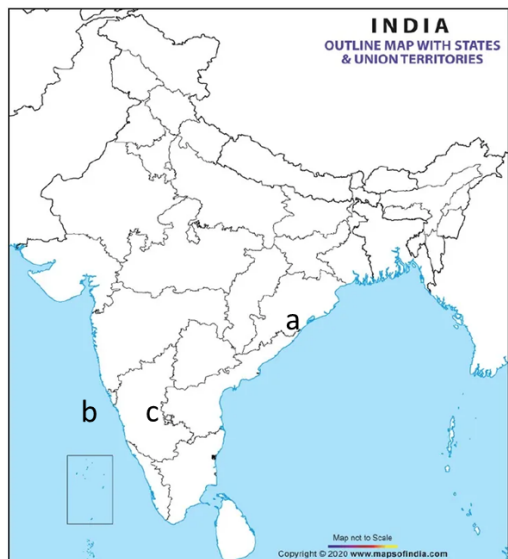 INDIA
OUTLINE MAP WITH STATES
& UNION TERRITORIES
a
b
c
Map not to Scale
Copyright © 2020 www.mapsofindia.com